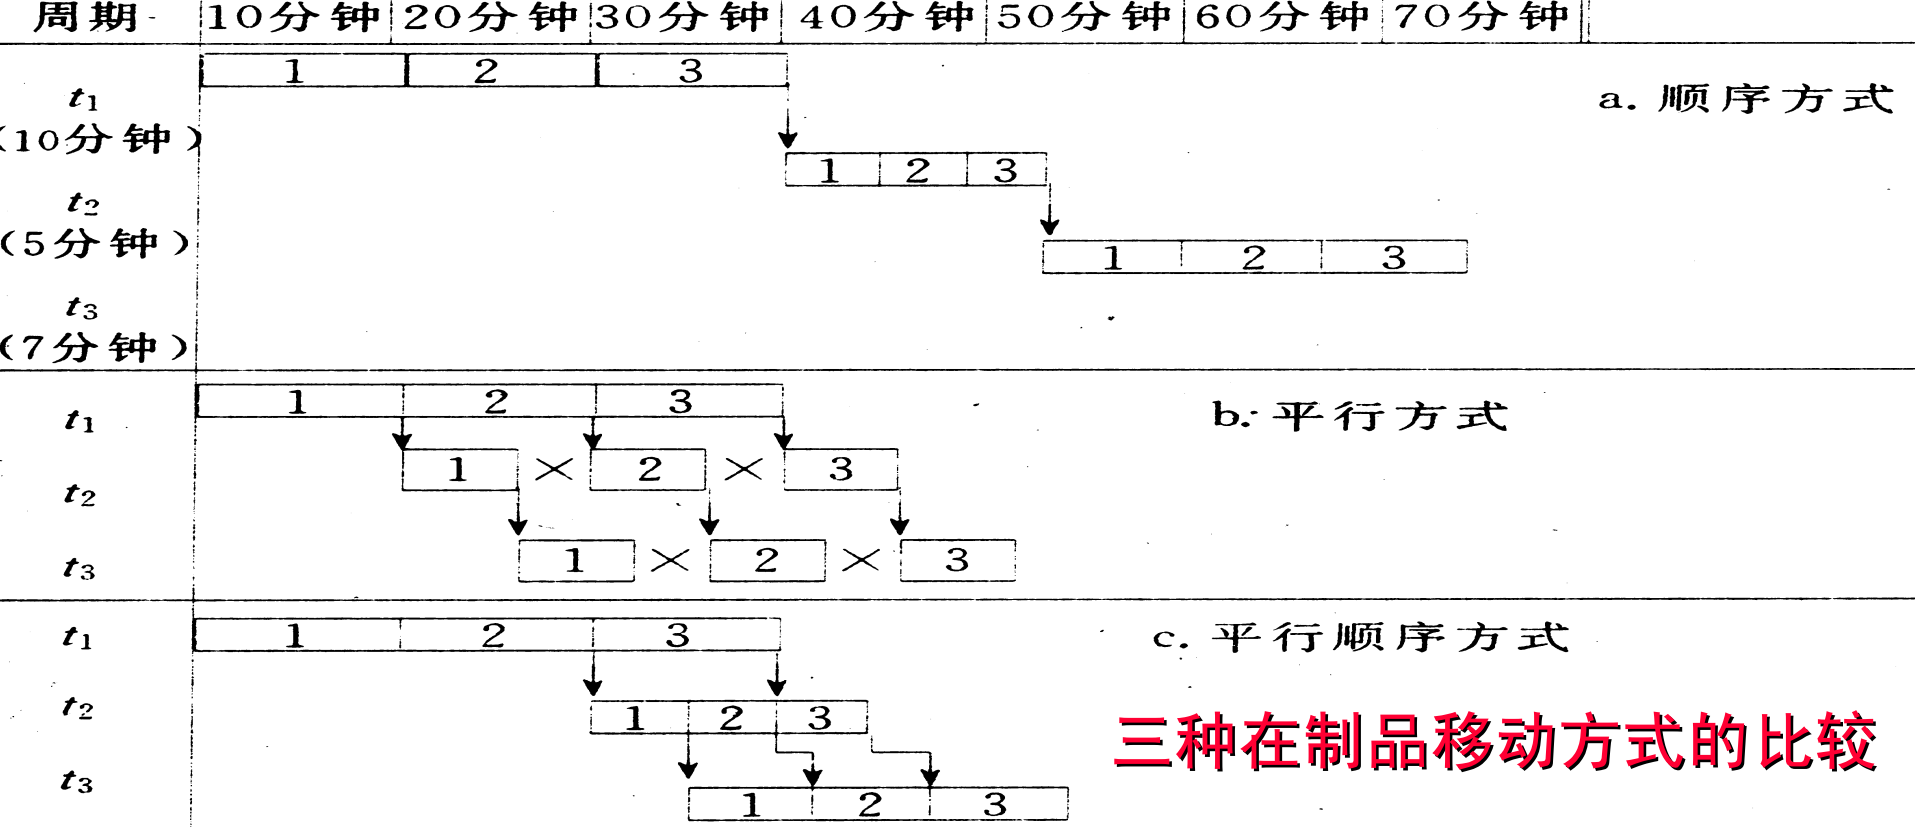 周期 10分钟 20分钟 30分钟 40分钟 50分钟 60分钟 70分钟
1 2 3
t1
a. 顺序方式
(10分钟)
1 2 3
t2
(5分钟)
1 2 3
t3
(7分钟)
1 2 3
t1
b. 平行方式
1 × 2 × 3
t2
1 × 2 × 3
t3
t1 1 2 3
c. 平行顺序方式
t2 1 2 3
三种在制品移动方式的比较
t3
1 2 3